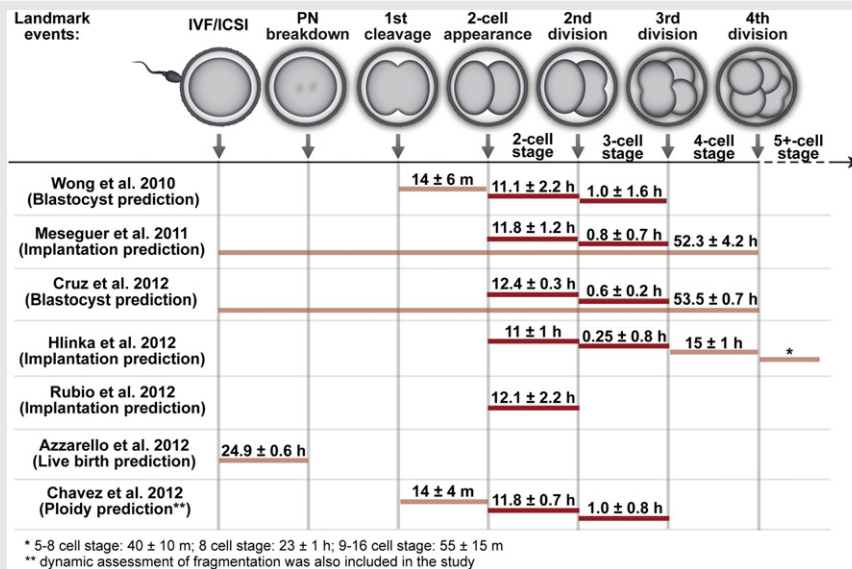 Landmark events:
IVF/ICSI
PN breakdown
1st cleavage
2-cell appearance
2nd division
3rd division
4th division
2-cell stage
3-cell stage
4-cell stage
5+-cell stage
Wong et al. 2010
(Blastocyst prediction)
14 ± 6 m
11.1 ± 2.2 h
1.0 ± 1.6 h
Meseguer et al. 2011
(Implantation prediction)
11.8 ± 1.2 h
0.8 ± 0.7 h
52.3 ± 4.2 h
Cruz et al. 2012
(Blastocyst prediction)
12.4 ± 0.3 h
0.6 ± 0.2 h
53.5 ± 0.7 h
Hlinka et al. 2012
(Implantation prediction)
11 ± 1 h
0.25 ± 0.8 h
15 ± 1 h
*
Rubio et al. 2012
(Implantation prediction)
12.1 ± 2.2 h
Azzarello et al. 2012
(Live birth prediction)
24.9 ± 0.6 h
Chavez et al. 2012
(Ploidy prediction**)
14 ± 4 m
11.8 ± 0.7 h
1.0 ± 0.8 h
* 5-8 cell stage: 40 ± 10 m; 8 cell stage: 23 ± 1 h; 9-16 cell stage: 55 ± 15 m
** dynamic assessment of fragmentation was also included in the study